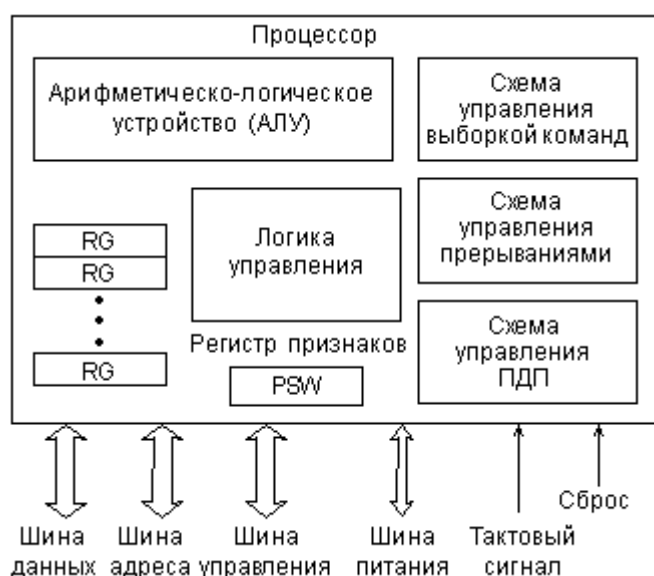 Процессор
Арифметическо-логическое
устройство (АЛУ)
Схема
управления
выборкой команд
RG
RG
RG
Логика
управления
Схема
управления
прерываниями
Регистр признаков
PSW
Схема
управления
ПДП
Сброс
Шина
данных
Шина
адреса
Шина
управления
Шина
питания
Тактовый
сигнал